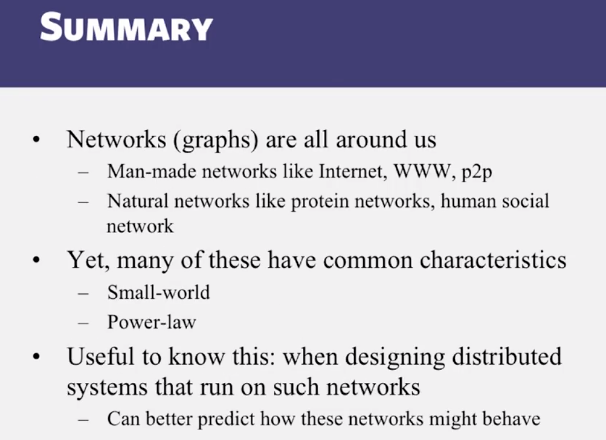 SUMMARY
• Networks (graphs) are all around us
– Man-made networks like Internet, WWW, p2p
– Natural networks like protein networks, human social
network
• Yet, many of these have common characteristics
– Small-world
– Power-law
• Useful to know this: when designing distributed
systems that run on such networks
– Can better predict how these networks might behave